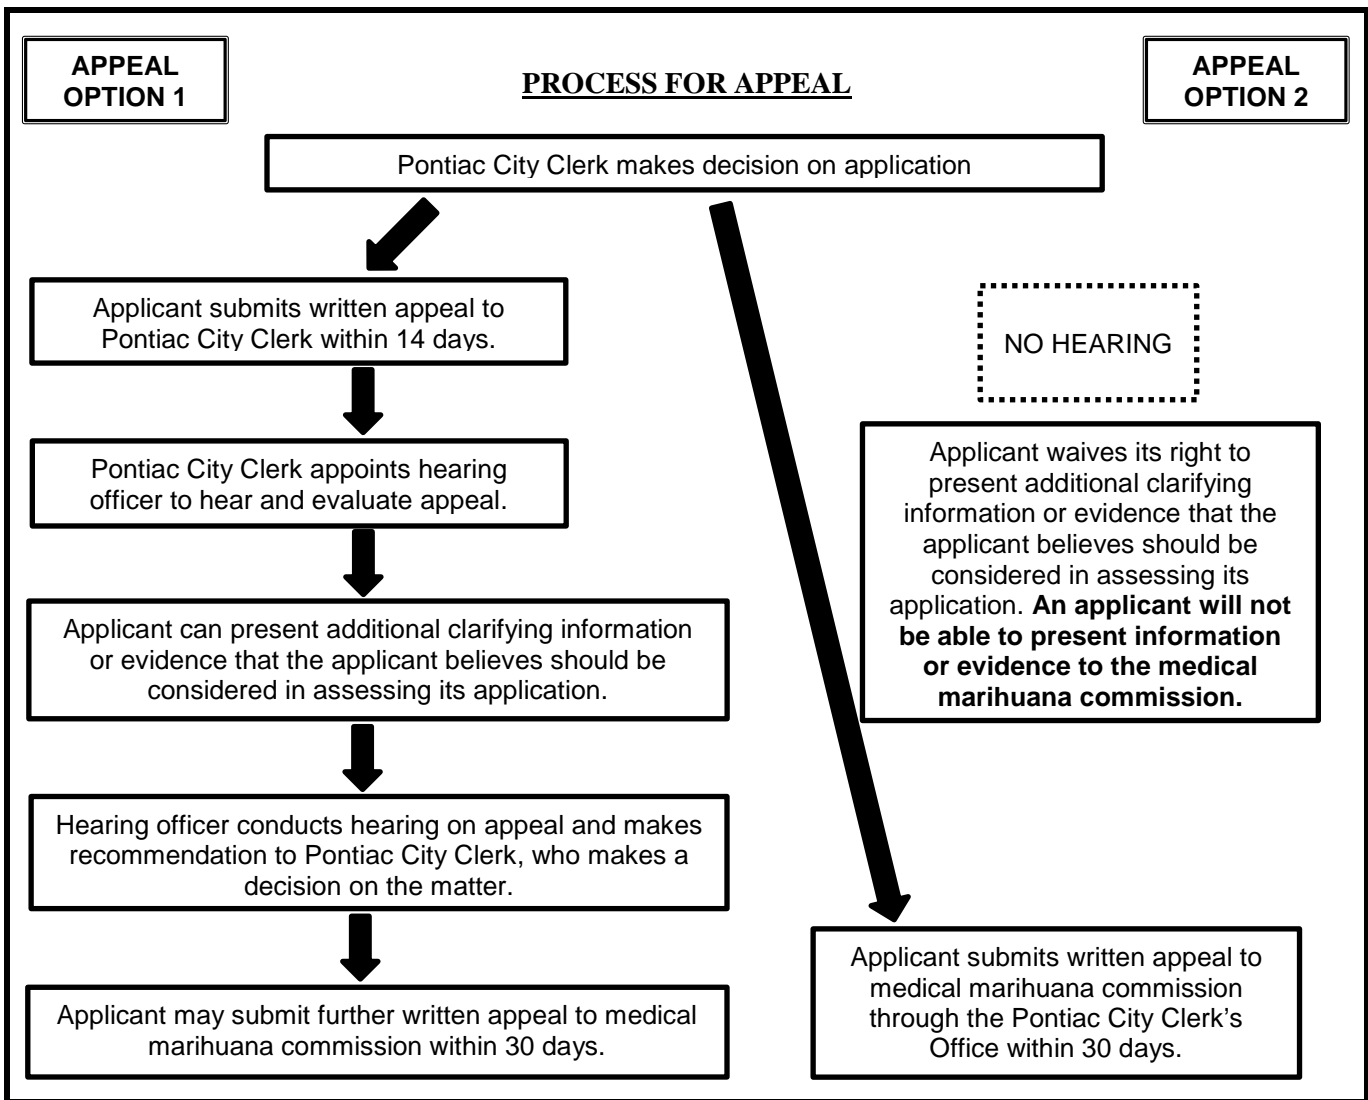 APPEAL
OPTION 1
PROCESS FOR APPEAL
APPEAL
OPTION 2
Pontiac City Clerk makes decision on application
Applicant submits written appeal to
Pontiac City Clerk within 14 days.
Pontiac City Clerk appoints hearing
officer to hear and evaluate appeal.
Applicant can present additional clarifying information
or evidence that the applicant believes should be
considered in assessing its application.
Hearing officer conducts hearing on appeal and makes
recommendation to Pontiac City Clerk, who makes a
decision on the matter.
Applicant may submit further written appeal to medical
marihuana commission within 30 days.
NO HEARING
Applicant waives its right to
present additional clarifying
information or evidence that the
applicant believes should be
considered in assessing its
application. An applicant will not
be able to present information
or evidence to the medical
marihuana commission.
Applicant submits written appeal to
medical marihuana commission
through the Pontiac City Clerk's
Office within 30 days.